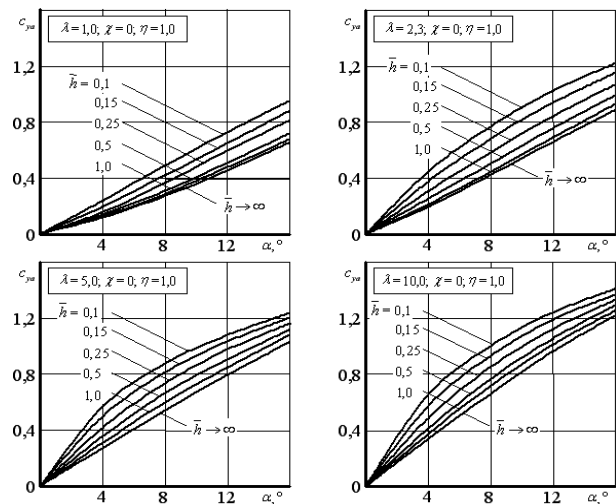 c_ya
λ = 1,0; χ = 0; η = 1,0
1,2
h̄ = 0,1
0,15
0,8
0,25
0,5
0,4
1,0
h̄ → ∞
0
4
8
12
α,°
c_ya
λ = 2,3; χ = 0; η = 1,0
1,2
h̄ = 0,1
0,15
0,8
0,25
0,5
0,4
1,0
h̄ → ∞
0
4
8
12
α,°
c_ya
λ = 5,0; χ = 0; η = 1,0
h̄ = 0,1
1,2
0,15
0,25
0,8
0,5
1,0
0,4
h̄ → ∞
0
4
8
12
α,°
c_ya
λ = 10,0; χ = 0; η = 1,0
h̄ = 0,1
1,2
0,15
0,25
0,8
0,5
1,0
0,4
h̄ → ∞
0
4
8
12
α,°